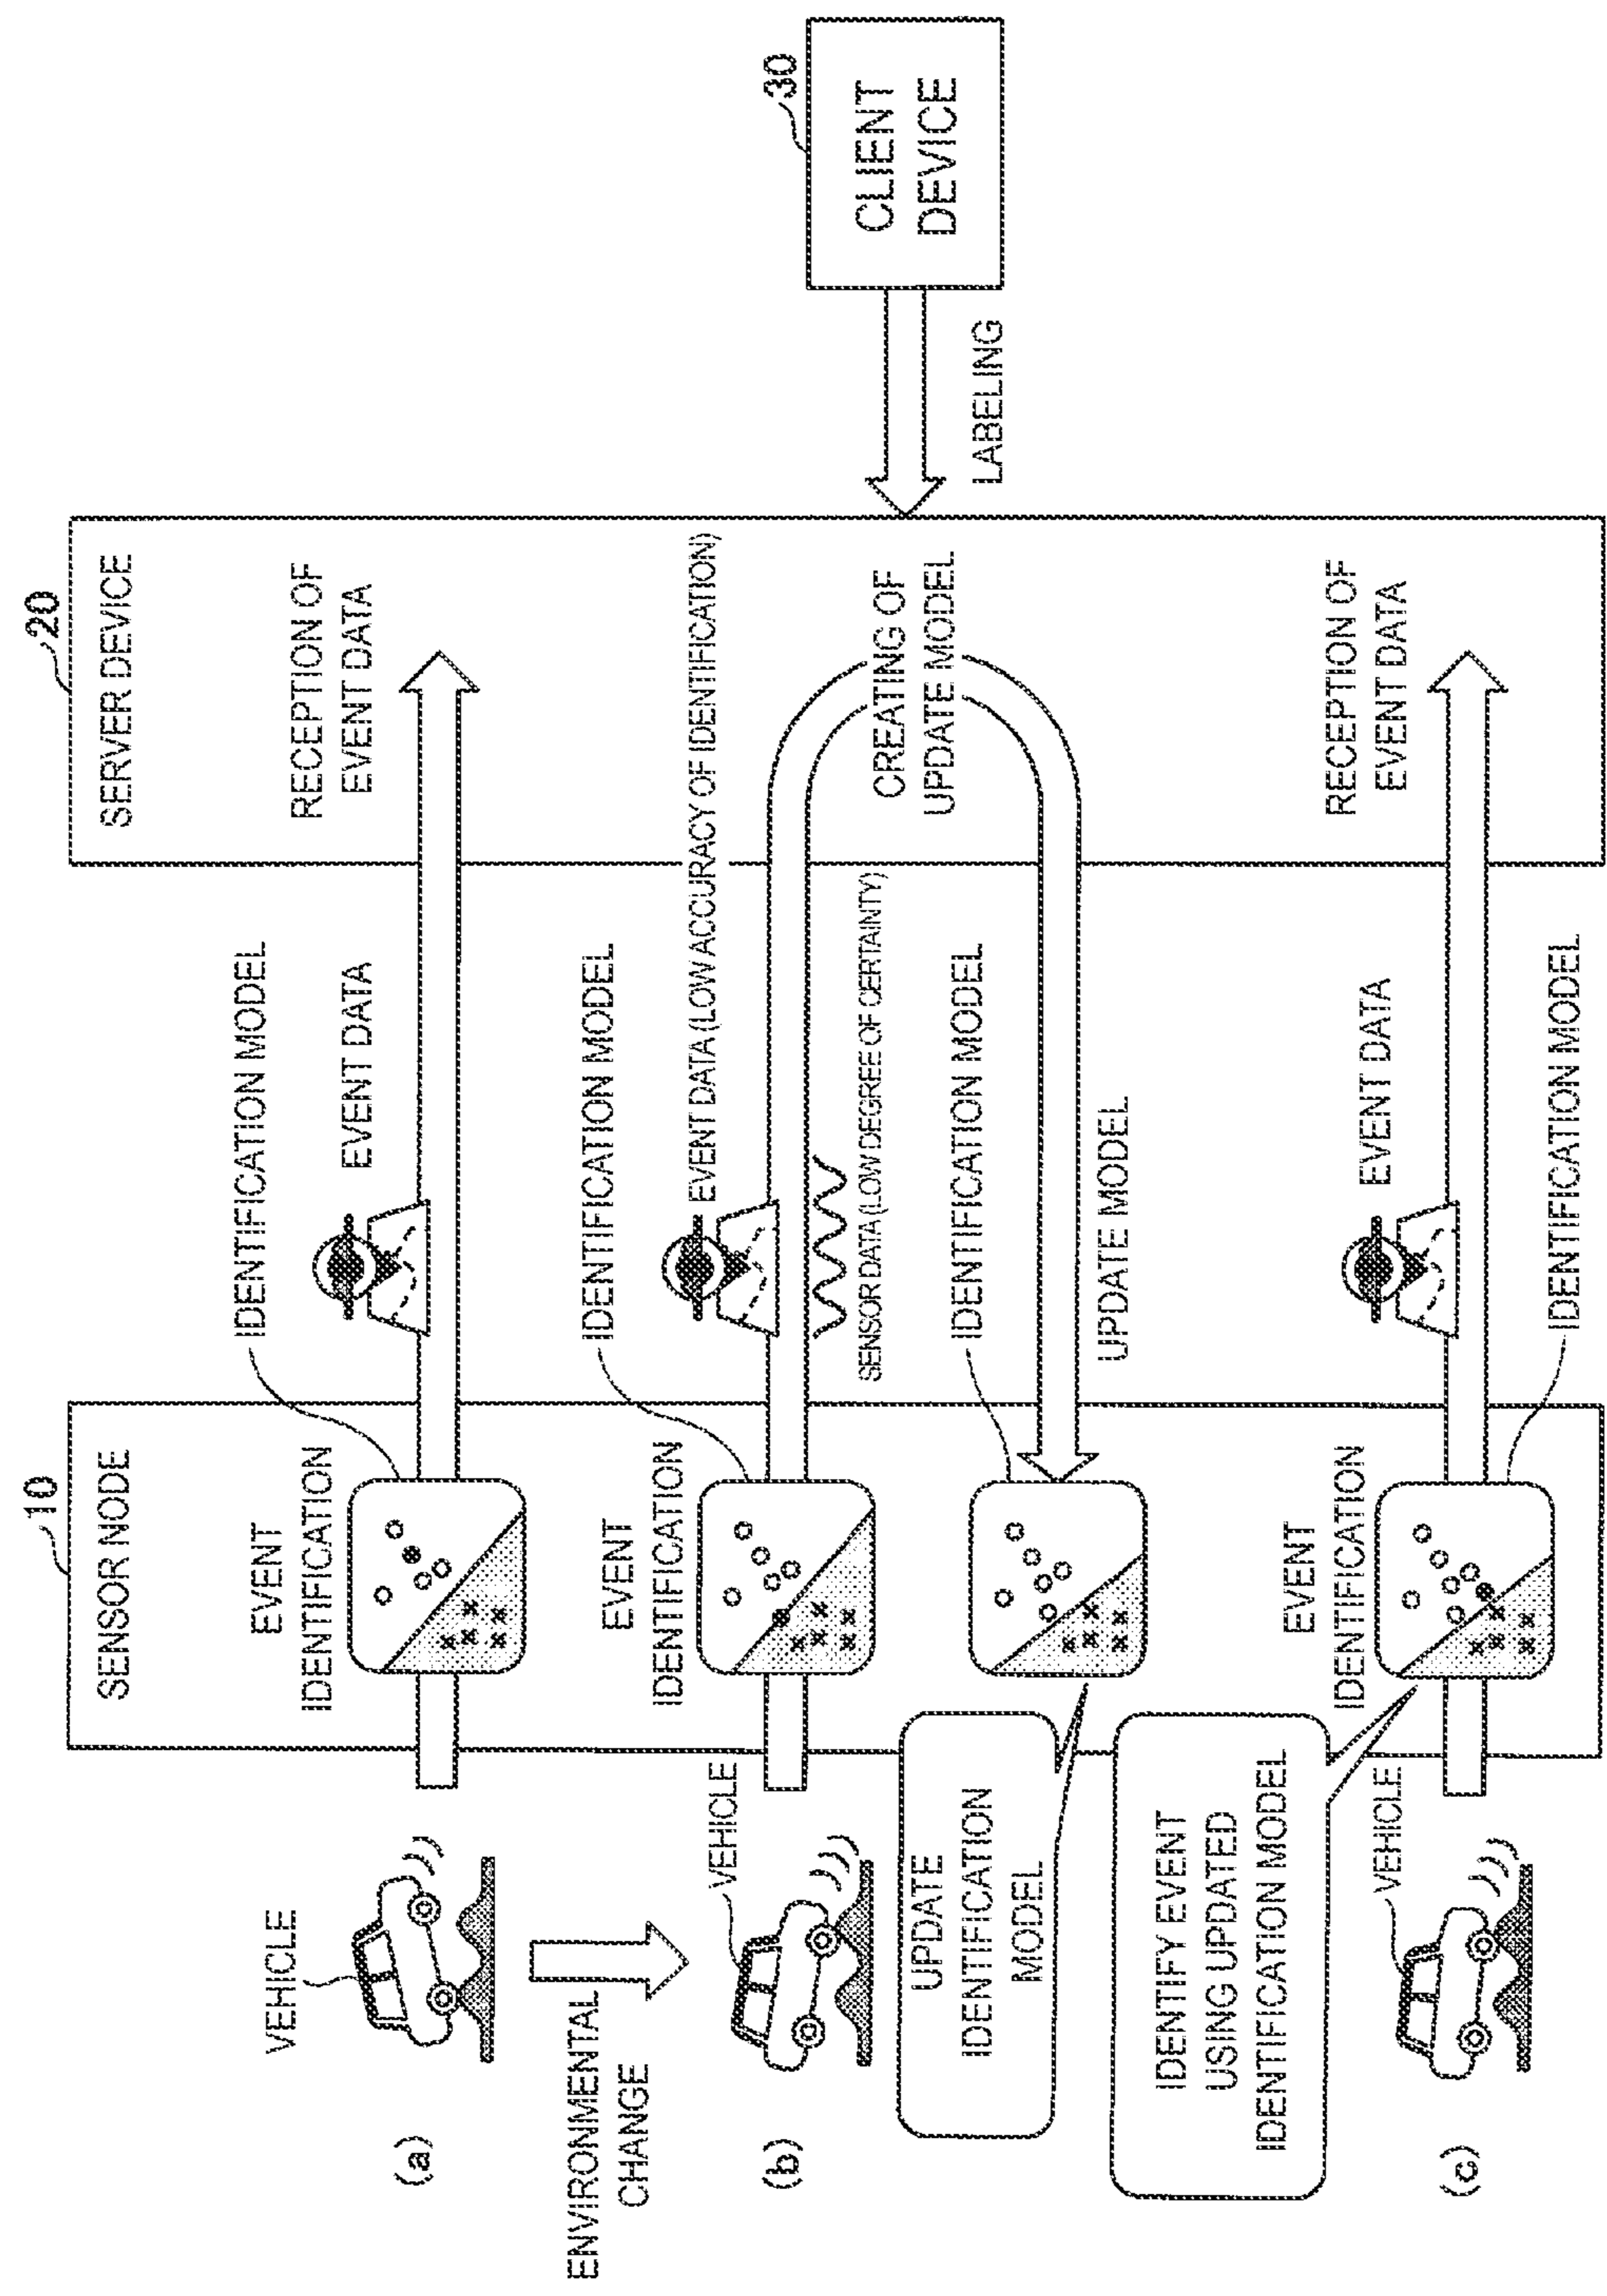 10
SENSOR NODE
20
SERVER DEVICE
VEHICLE
EVENT
IDENTIFICATION
IDENTIFICATION MODEL
EVENT DATA
RECEPTION OF
EVENT DATA
(a)
ENVIRONMENTAL
CHANGE
VEHICLE
EVENT
IDENTIFICATION
IDENTIFICATION MODEL
EVENT DATA (LOW ACCURACY OF IDENTIFICATION)
(b)
SENSOR DATA (LOW DEGREE OF CERTAINTY)
CREATING OF
UPDATE MODEL
30
CLIENT
DEVICE
LABELING
UPDATE
IDENTIFICATION
MODEL
IDENTIFICATION MODEL
UPDATE MODEL
IDENTIFY EVENT
USING UPDATED
IDENTIFICATION MODEL
EVENT
IDENTIFICATION
VEHICLE
EVENT DATA
RECEPTION OF
EVENT DATA
(c)
IDENTIFICATION MODEL